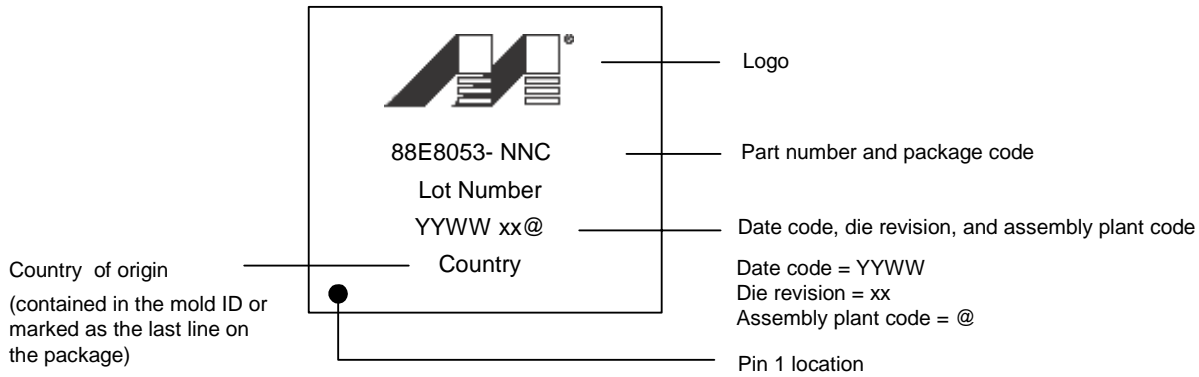 ®
Logo
88E8053- NNC
Part number and package code
Lot Number
YYWW xx@
Date code, die revision, and assembly plant code
Country of origin
Country
Date code = YYWW
Die revision = xx
Assembly plant code = @
(contained in the mold ID or
marked as the last line on
the package)
Pin 1 location